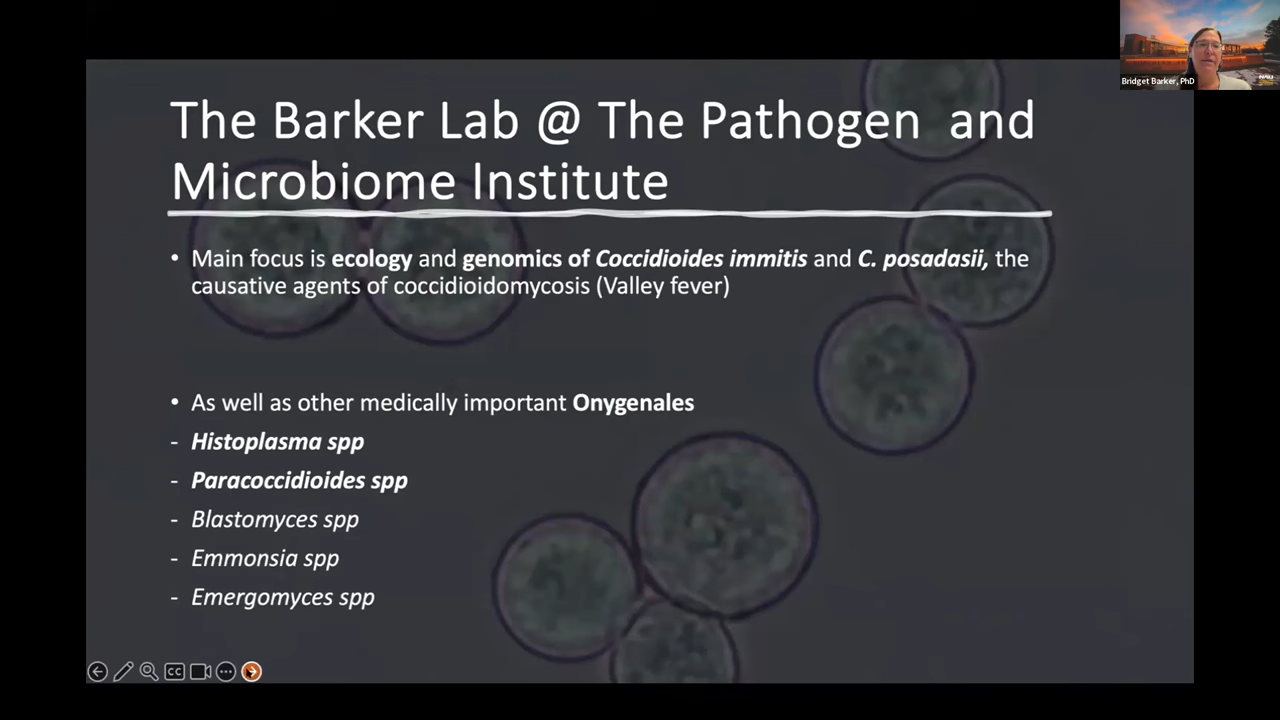 Bridget Barker, PhD
NAU
The Barker Lab @ The Pathogen and
Microbiome Institute
• Main focus is ecology and genomics of Coccidioides immitis and C. posadasii, the
causative agents of coccidioidomycosis (Valley fever)
• As well as other medically important Onygenales
- Histoplasma spp
- Paracoccidioides spp
- Blastomyces spp
- Emmonsia spp
- Emergomyces spp
CC